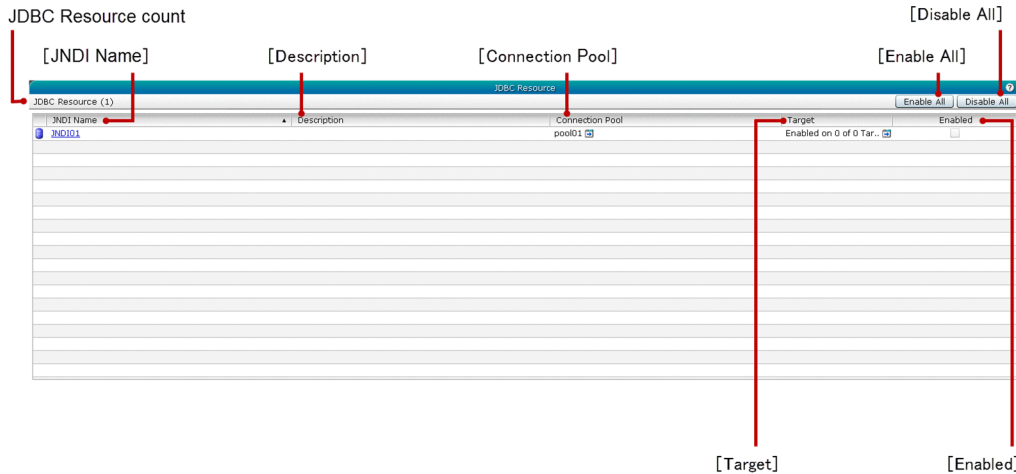 JDBC Resource count
[Disable All]
[JNDI Name]
[Description]
[Connection Pool]
[Enable All]
JDBC Resource
?
JDBC Resource (1)
Enable All
Disable All
JNDI Name
Description
Connection Pool
Target
Enabled
JNDI01
pool01
Enabled on 0 of 0 Tar..
[Target]
[Enabled]